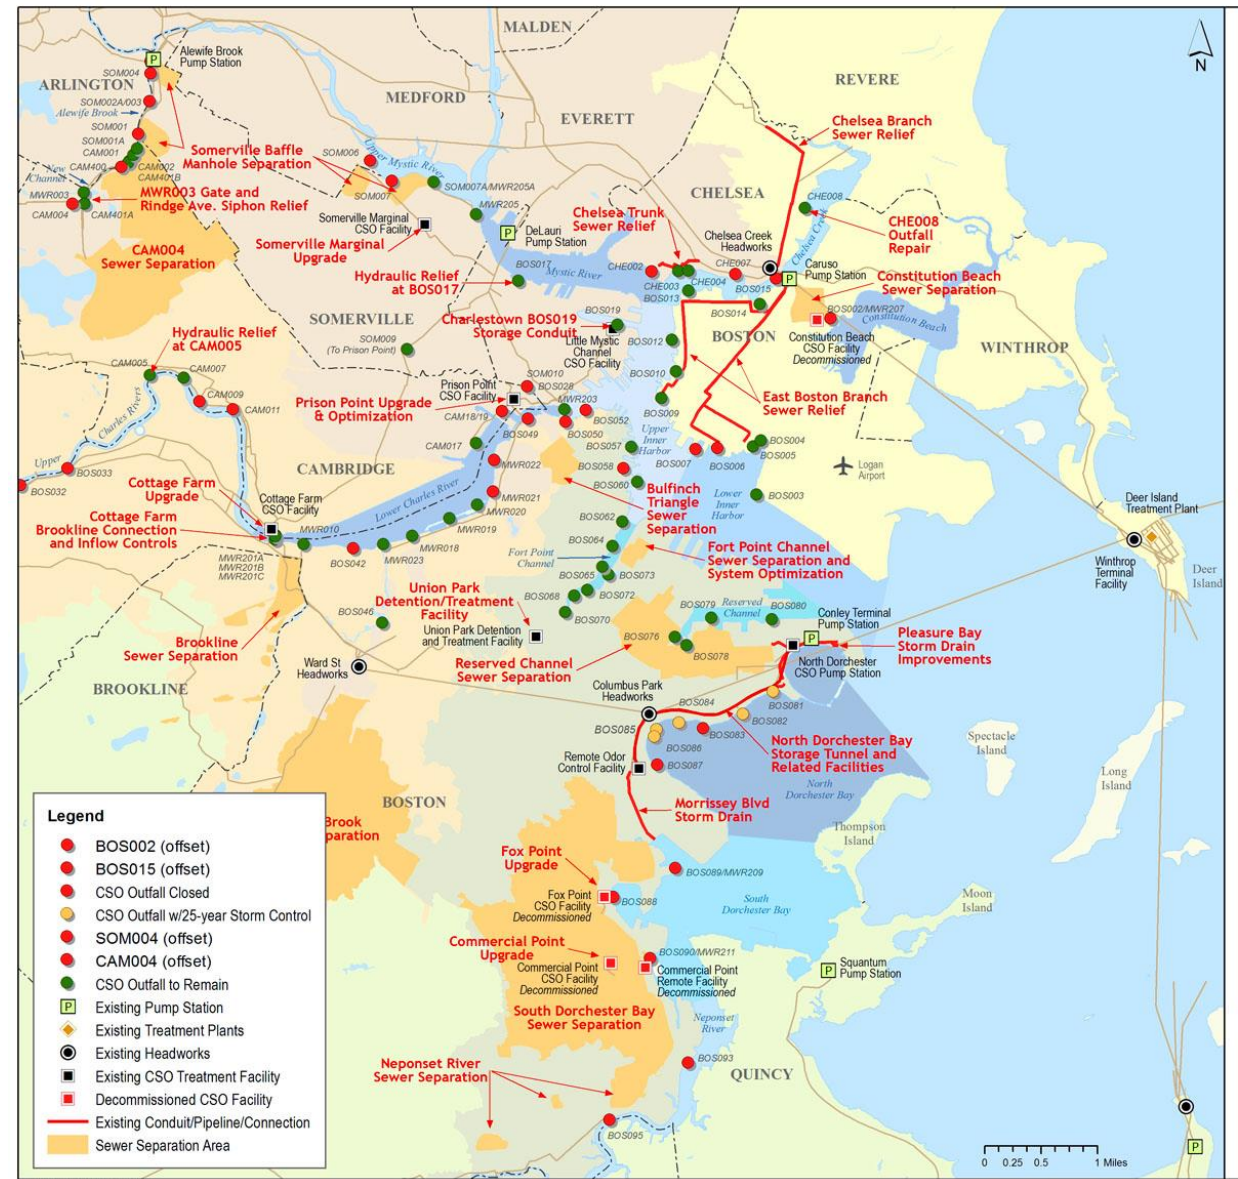 MALDEN
N
Alewife Brook
Pump Station
SOM004
ARLINGTON
REVERE
MEDFORD
SOM002A/003
Alewife Brook
EVERETT
Chelsea Branch
Sewer Relief
SOM001
SOM001A
CAM001
CAM400
CAM002
CAM401B
Somerville Baffle
Manhole Separation
SOM006
Upper Mystic River
New
Channel
MWR003
CAM004
CAM401A
MWR003 Gate and
Rindge Ave. Siphon Relief
SOM007
SOM007A/MWR205A
MWR205
CHELSEA
CHE008
Chelsea Creek
CHE008
Outfall
Repair
Somerville Marginal
CSO Facility
Somerville Marginal
Upgrade
DeLauri
Pump Station
Chelsea Trunk
Sewer Relief
Chelsea Creek
Headworks
CAM004
Sewer Separation
Caruso
Pump Station
Constitution Beach
Sewer Separation
BOS017
Mystic River
CHE002
CHE003
CHE004
CHE007
BOS013
BOS015
Hydraulic Relief
at BOS017
BOS014
BOS002/MWR207
Constitution Beach
BOS019
SOMERVILLE
Charlestown BOS019
Storage Conduit
Little Mystic
Channel
CSO Facility
BOS012
BOSTON
Constitution Beach
CSO Facility
Decommissioned
WINTHROP
Hydraulic Relief
at CAM005
SOM009
(To Prison Point)
CAM005
CAM007
CAM009
CAM011
Charles River
SOM010
BOS028
BOS010
Prison Point
CSO Facility
Prison Point Upgrade
& Optimization
MWR203
CAM18/19
BOS049
BOS050
BOS052
BOS009
East Boston Branch
Sewer Relief
Upper
Inner
Harbor
CAM017
BOS057
BOS058
BOS060
BOS007
BOS006
BOS004
BOS005
Upper
BOS033
BOS032
CAMBRIDGE
MWR022
Logan
Airport
Cottage Farm
Upgrade
Cottage Farm
CSO Facility
Lower Charles River
MWR021
MWR020
Bulfinch
Triangle
Sewer
Separation
Lower
Inner
Harbor
BOS003
Deer Island
Treatment Plant
Cottage Farm
Brookline Connection
and Inflow Controls
MWR010
MWR019
MWR018
MWR023
BOS042
MWR201A
MWR201B
MWR201C
BOS062
BOS064
Fort Point
Channel
Fort Point Channel
Sewer Separation and
System Optimization
Winthrop
Terminal
Facility
Deer
Island
BOS065
BOS073
BOS068
BOS072
BOS070
Union Park
Detention/Treatment
Facility
BOS046
Union Park Detention
and Treatment Facility
BOS079
Reserved
Channel
BOS080
Conley Terminal
Pump Station
BOS076
BOS078
Brookline
Sewer Separation
Ward St
Headworks
Reserved Channel
Sewer Separation
North Dorchester
CSO Pump Station
Pleasure Bay
Storm Drain
Improvements
BROOKLINE
Columbus Park
Headworks
BOS084
BOS081
BOS082
BOS083
BOS085
BOS086
BOS087
Remote Odor
Control Facility
North Dorchester Bay
Storage Tunnel and
Related Facilities
Spectacle
Island
Long
Island
North
Dorchester Bay
BOSTON
Morrissey Blvd
Storm Drain
Brook
paration
Thompson
Island
Fox Point
Upgrade
BOS089/MWR209
Fox Point
CSO Facility
Decommissioned
BOS088
South
Dorchester Bay
Moon
Island
Commercial Point
Upgrade
BOS090/MWR211
Commercial Point
CSO Facility
Decommissioned
Commercial Point
Remote Facility
Decommissioned
Squantum
Pump Station
South Dorchester Bay
Sewer Separation
Neponset
River
Neponset River
Sewer Separation
BOS093
QUINCY
BOS095
Legend
BOS002 (offset)
BOS015 (offset)
CSO Outfall Closed
CSO Outfall w/25-year Storm Control
SOM004 (offset)
CAM004 (offset)
CSO Outfall to Remain
P Existing Pump Station
Existing Treatment Plants
Existing Headworks
Existing CSO Treatment Facility
Decommissioned CSO Facility
Existing Conduit/Pipeline/Connection
Sewer Separation Area
0 0.25 0.5 1 Miles